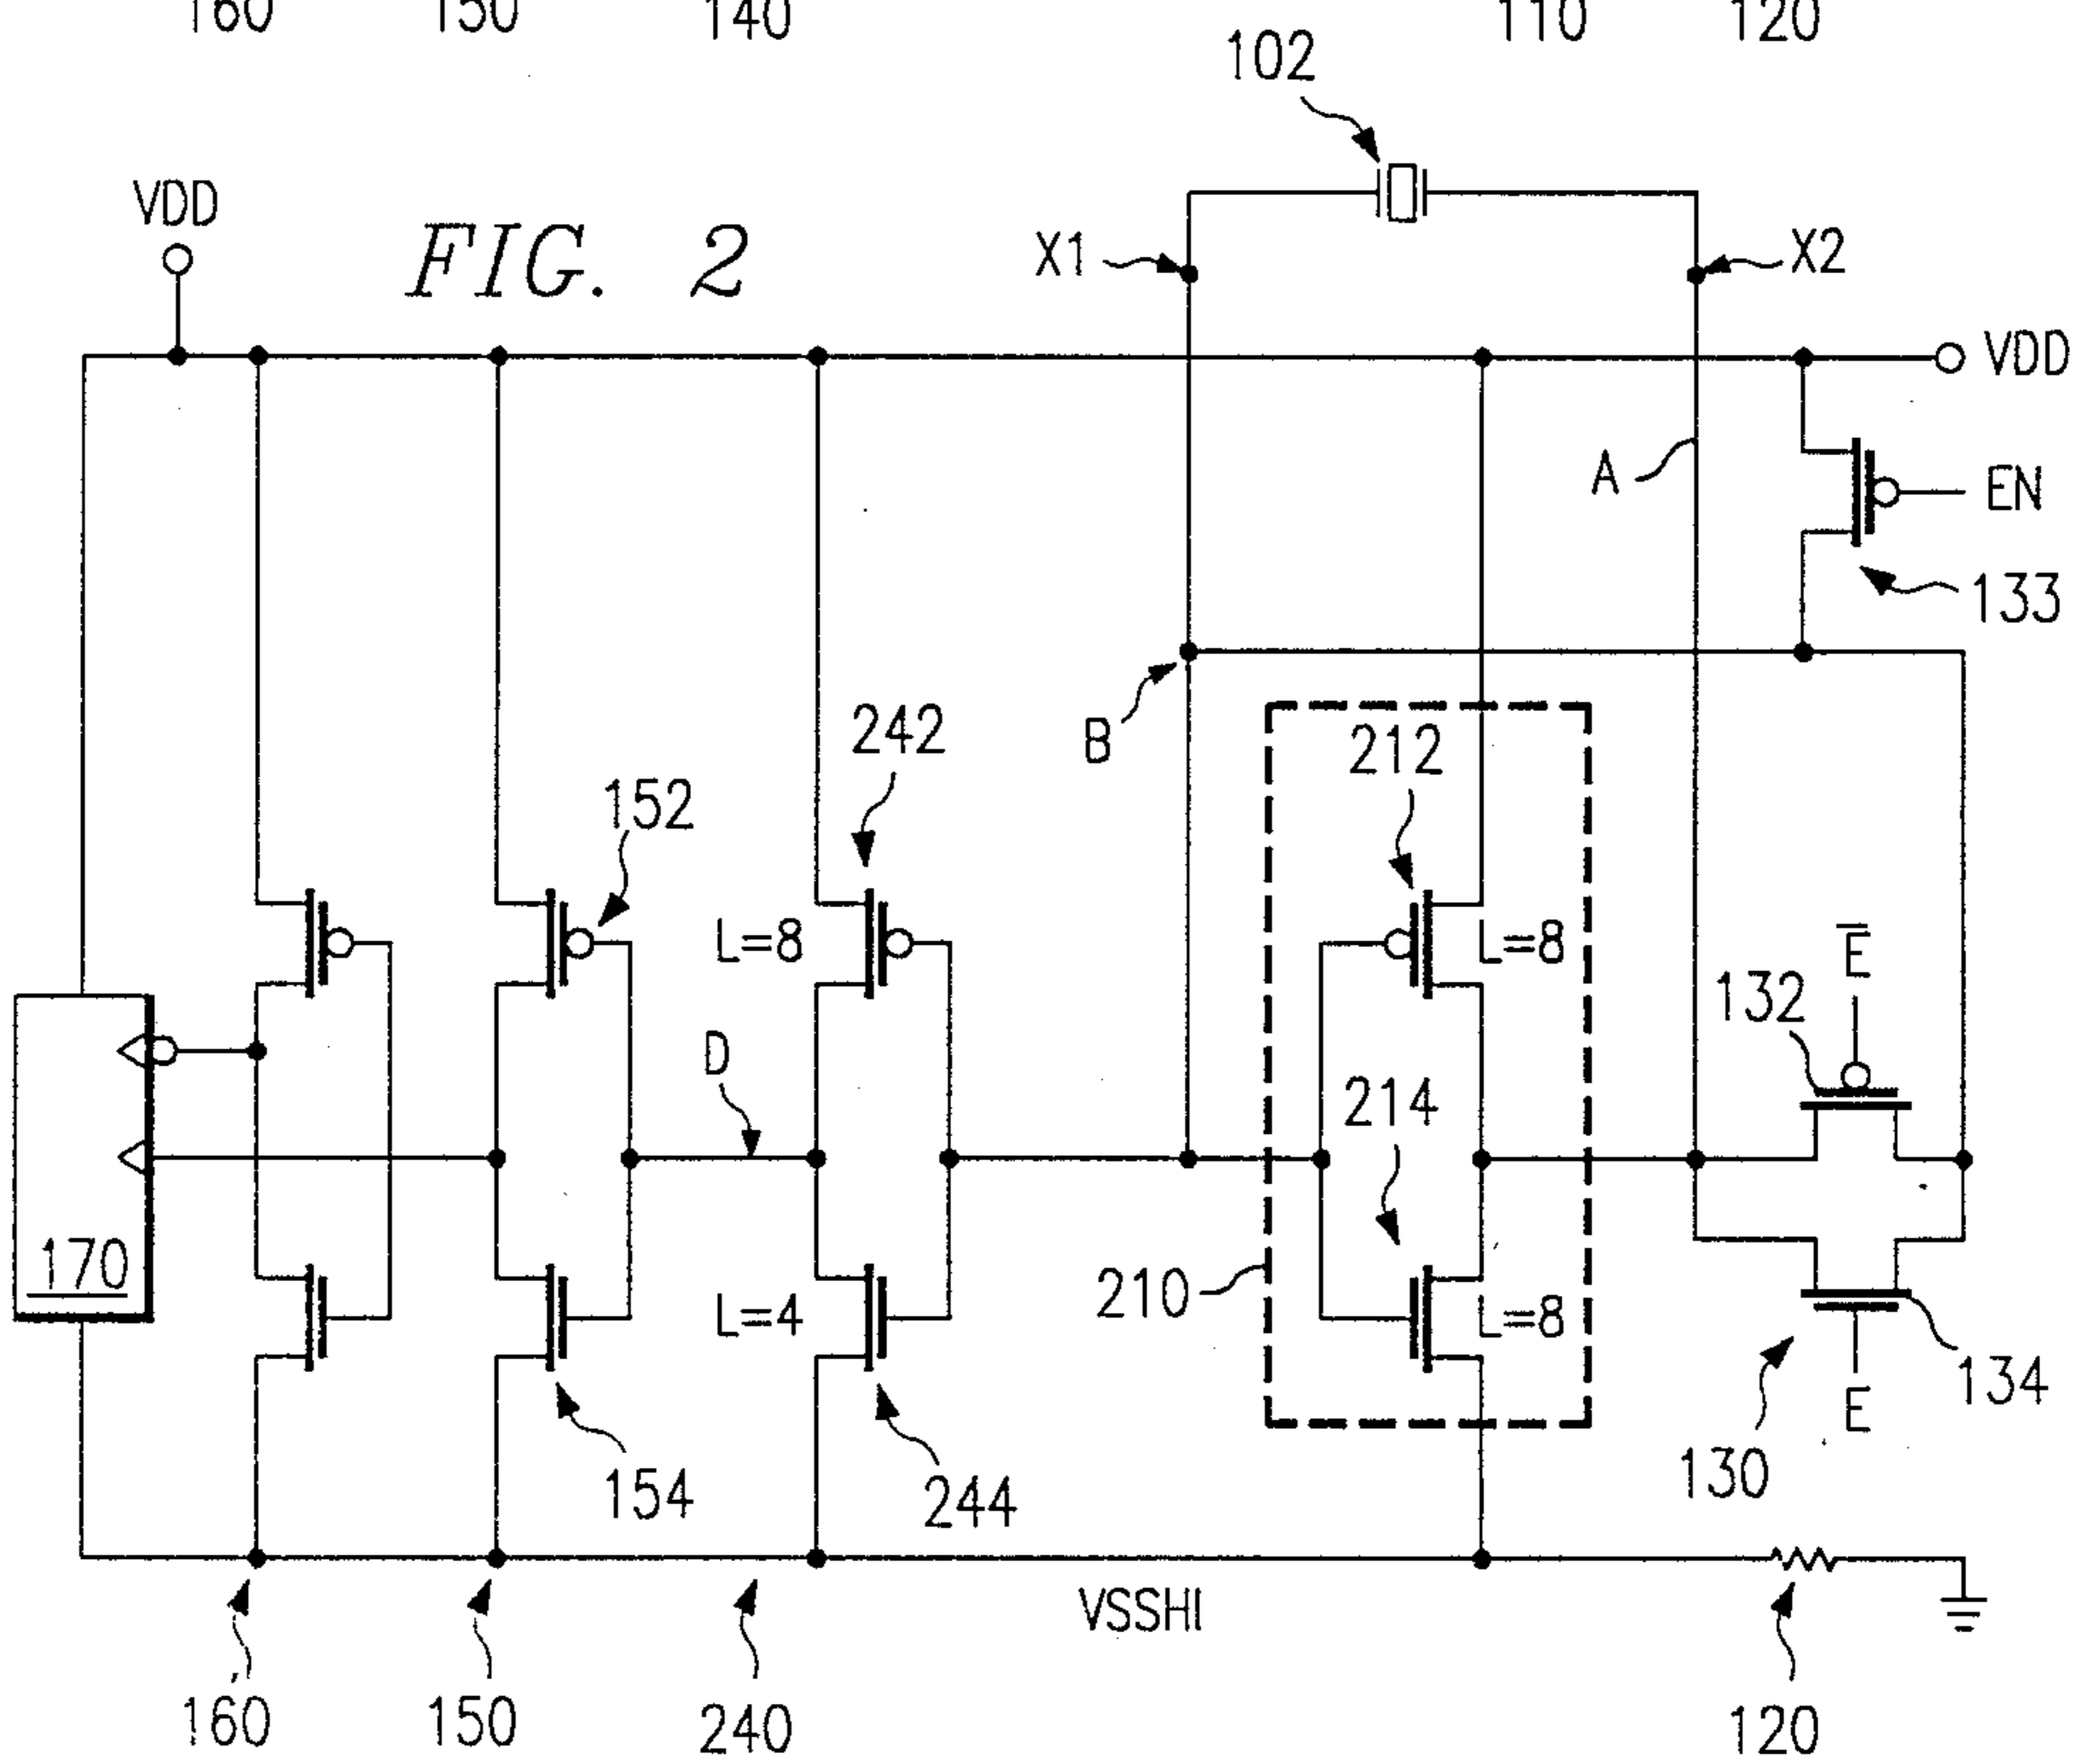 160 150 140 110 120
102
VDD
FIG. 2
X1
X2
VDD
A
EN
133
B
242
212
152
L=8
L=8
E
132
D
214
170
210
L=4
L=8
134
E
130
154
244
VSSHI
160
150
240
120